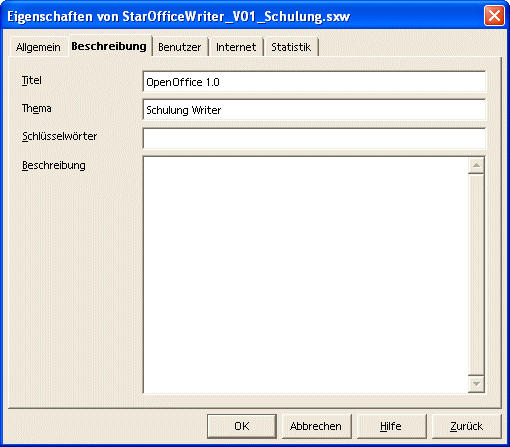 Eigenschaften von StarOfficeWriter_V01_Schulung.sxw
Allgemein Beschreibung Benutzer Internet Statistik
Titel OpenOffice 1.0
Thema Schulung Writer
Schlüsselwörter
Beschreibung
OK Abbrechen Hilfe Zurück